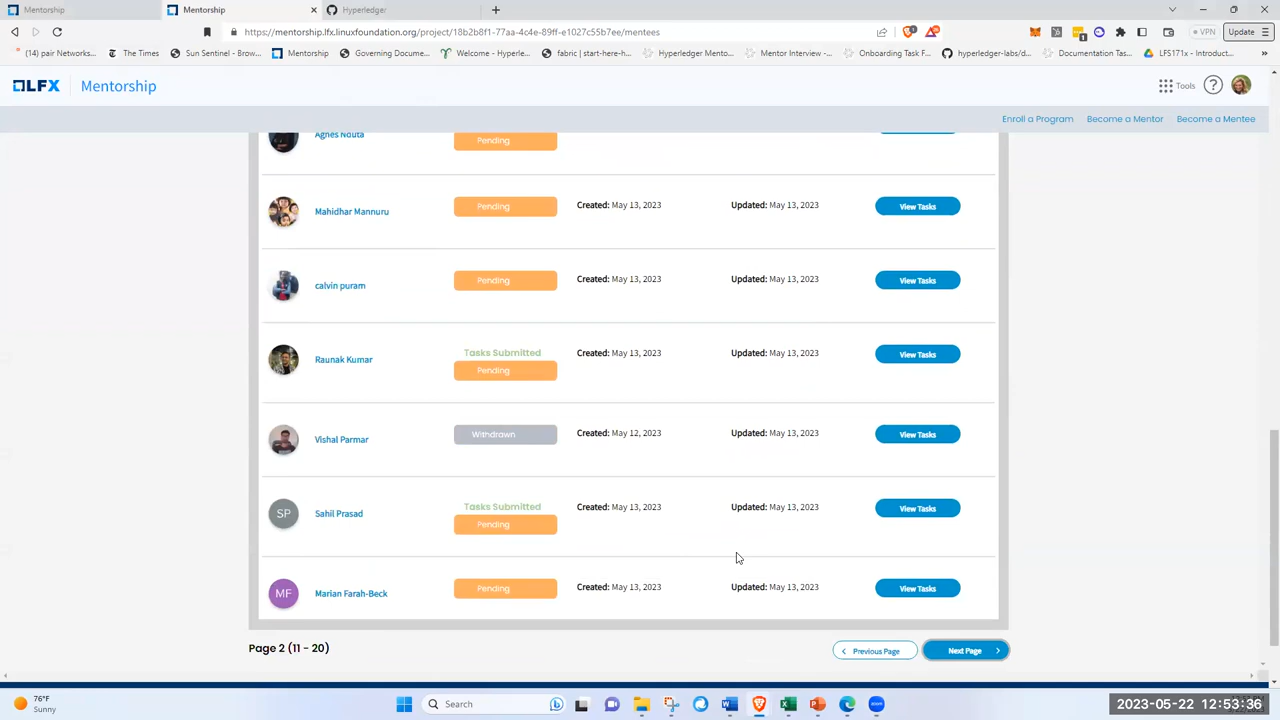 Mentorship
Mentorship
Hyperledger
https://mentorship.lfx.linuxfoundation.org/project/18b2b8f1-77aa-4c4e-89ff-e1027c55b7ee/mentees
VPN
Update
(14) pair Networks...
The Times
Sun Sentinel - Brow...
Mentorship
Governing Docume...
Welcome - Hyperle...
fabric | start-here-h...
Hyperledger Mento...
Mentor Interview -...
Onboarding Task F...
hyperledger-labs/d...
Documentation Tas...
LFS171x - Introduct...
LFX
Mentorship
Tools
Enroll a Program
Become a Mentor
Become a Mentee
Agnes Nduta
Pending
Mahidhar Mannuru
Pending
Created: May 13, 2023
Updated: May 13, 2023
View Tasks
calvin puram
Pending
Created: May 13, 2023
Updated: May 13, 2023
View Tasks
Raunak Kumar
Tasks Submitted
Pending
Created: May 13, 2023
Updated: May 13, 2023
View Tasks
Vishal Parmar
Withdrawn
Created: May 12, 2023
Updated: May 13, 2023
View Tasks
SP
Sahil Prasad
Tasks Submitted
Pending
Created: May 13, 2023
Updated: May 13, 2023
View Tasks
MF
Marian Farah-Beck
Pending
Created: May 13, 2023
Updated: May 13, 2023
View Tasks
Page 2 (11 - 20)
Previous Page
Next Page
76°F
Sunny
Search
2023-05-22 12:53:36